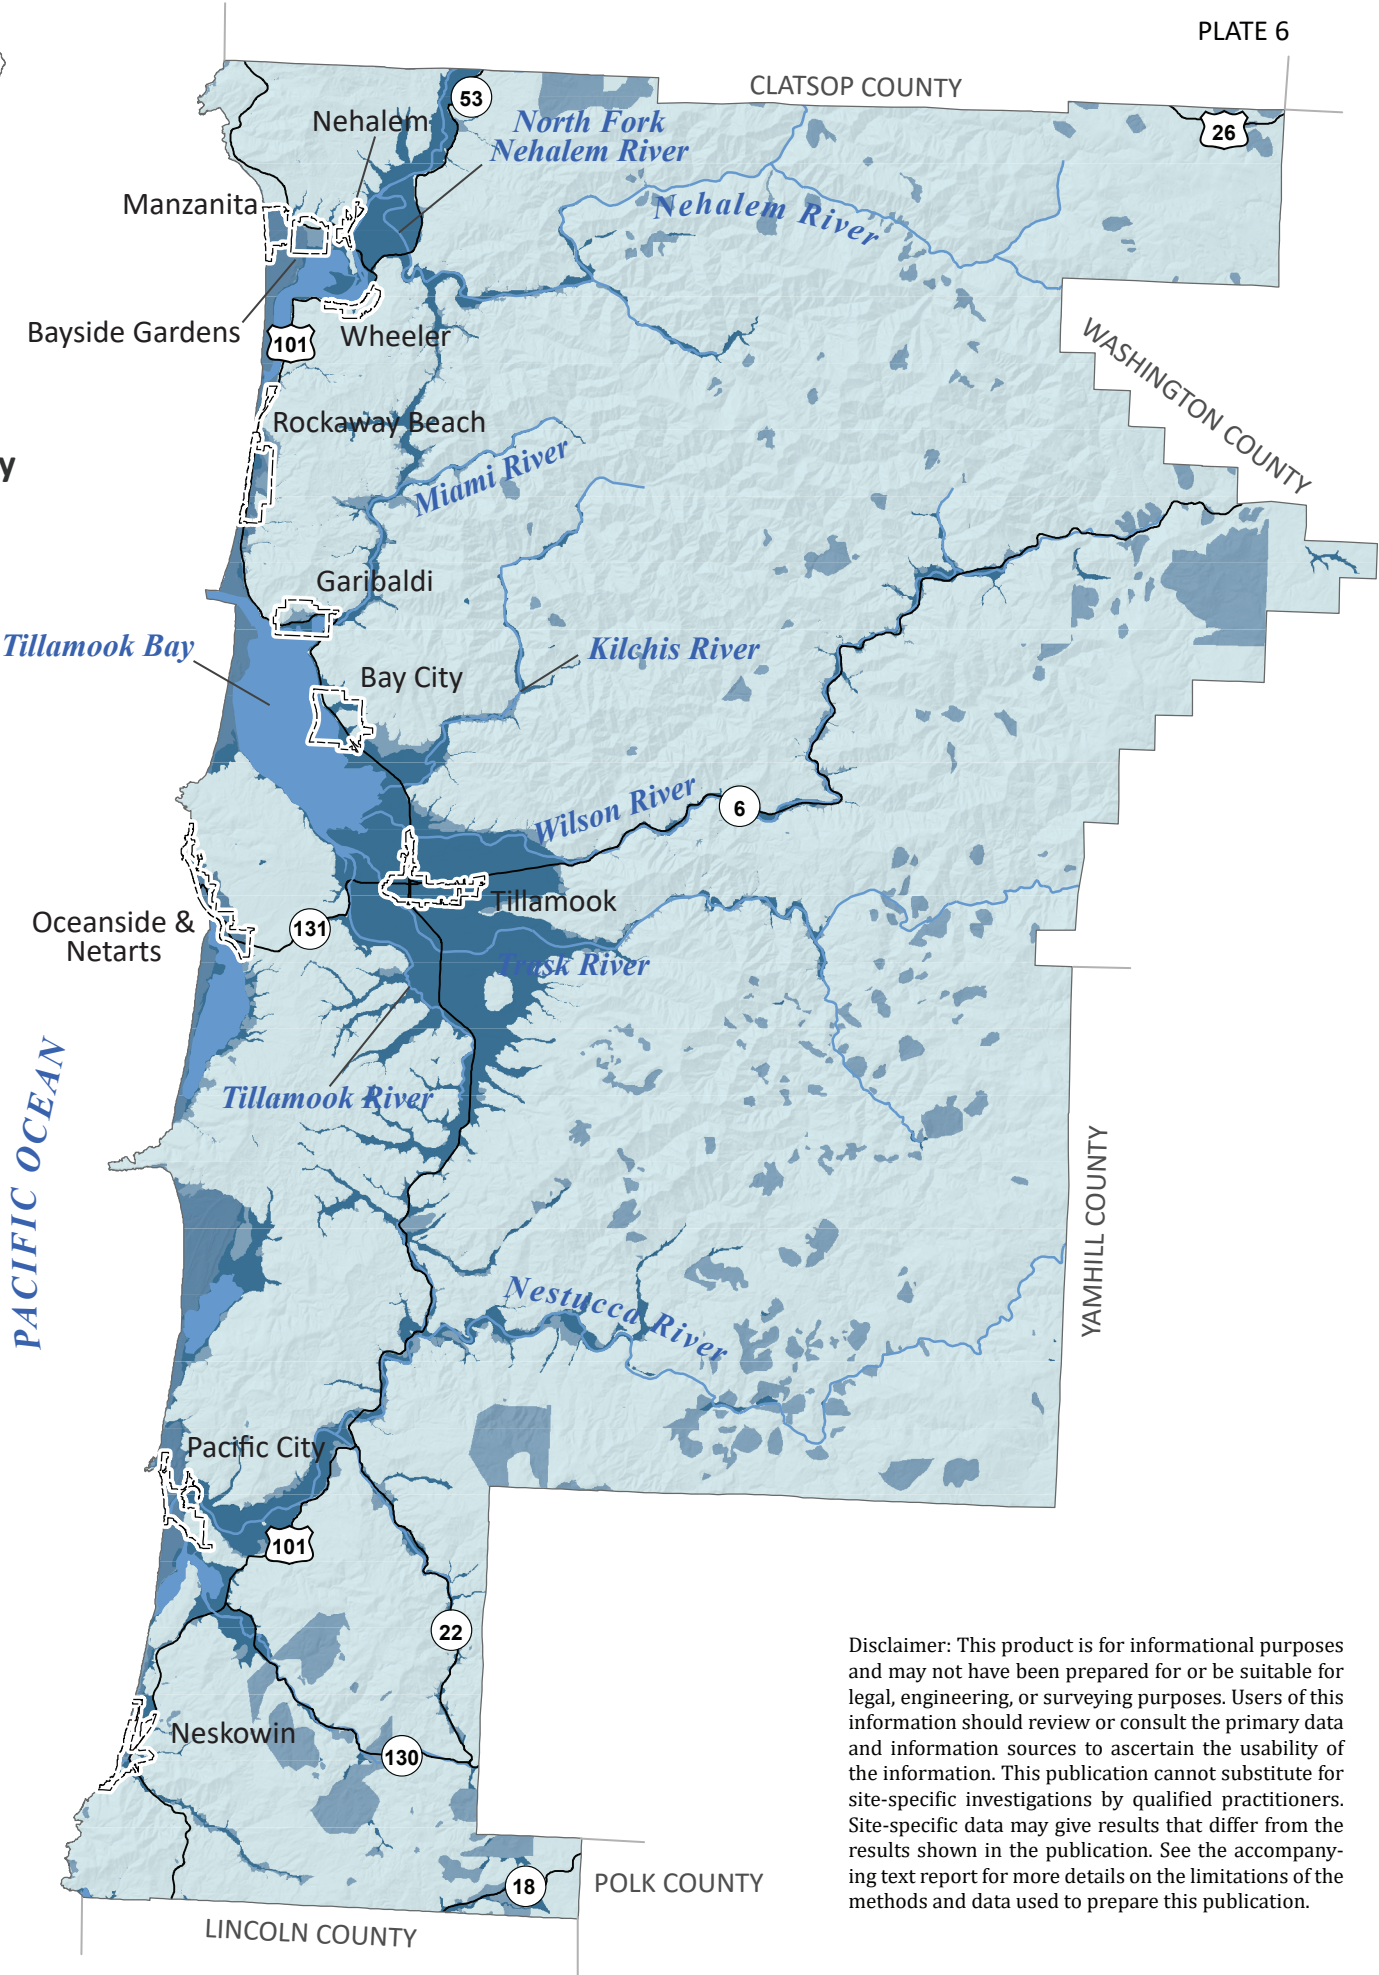 PLATE 6
CLATSOP COUNTY
53
26
Nehalem
North Fork
Nehalem River
Manzanita
Nehalem River
Bayside Gardens
101
Wheeler
WASHINGTON COUNTY
Rockaway Beach
y
Miami River
Garibaldi
Tillamook Bay
Kilchis River
Bay City
Wilson River
6
Tillamook
Oceanside &
Netarts
131
Trask River
PACIFIC OCEAN
Tillamook River
YAMHILL COUNTY
Nestucca River
Pacific City
101
22
Neskowin
130
18
POLK COUNTY
LINCOLN COUNTY
Disclaimer: This product is for informational purposes
and may not have been prepared for or be suitable for
legal, engineering, or surveying purposes. Users of this
information should review or consult the primary data
and information sources to ascertain the usability of
the information. This publication cannot substitute for
site-specific investigations by qualified practitioners.
Site-specific data may give results that differ from the
results shown in the publication. See the accompany-
ing text report for more details on the limitations of the
methods and data used to prepare this publication.